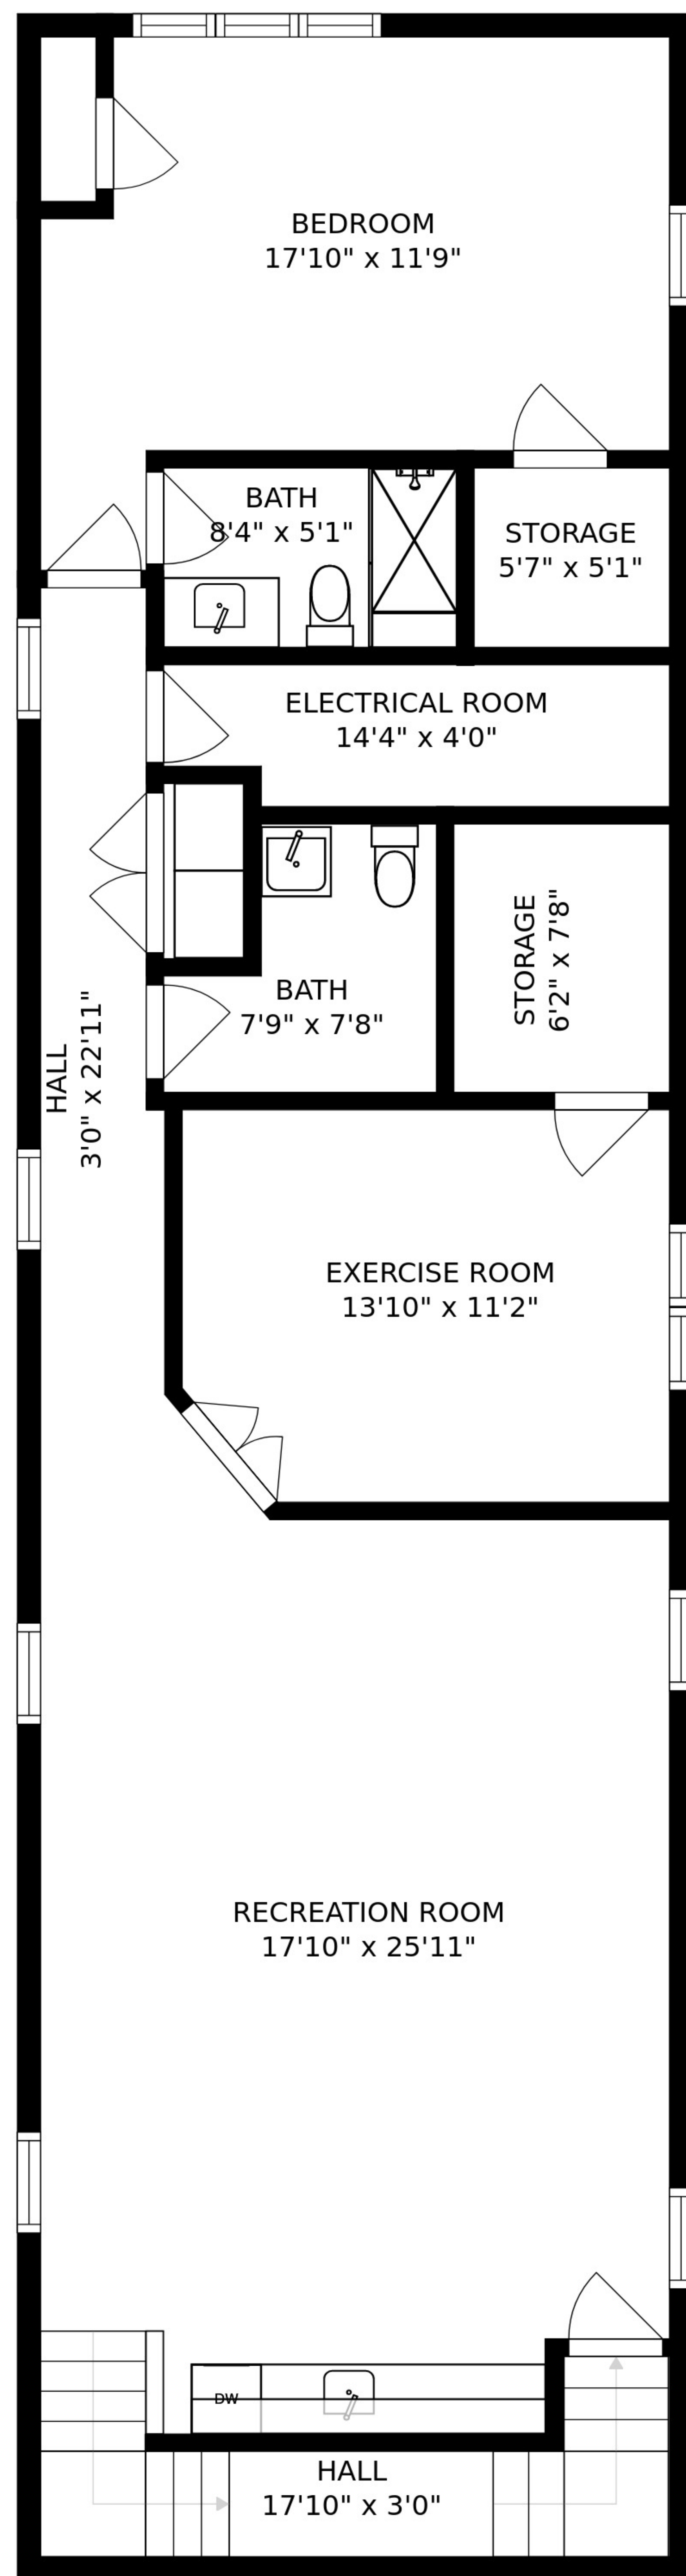 BEDROOM
17'10" x 11'9"
BATH
8'4" x 5'1"
STORAGE
5'7" x 5'1"
ELECTRICAL ROOM
14'4" x 4'0"
STORAGE
6'2" x 7'8"
BATH
7'9" x 7'8"
HALL
3'0" x 22'11"
EXERCISE ROOM
13'10" x 11'2"
RECREATION ROOM
17'10" x 25'11"
DW
HALL
17'10" x 3'0"